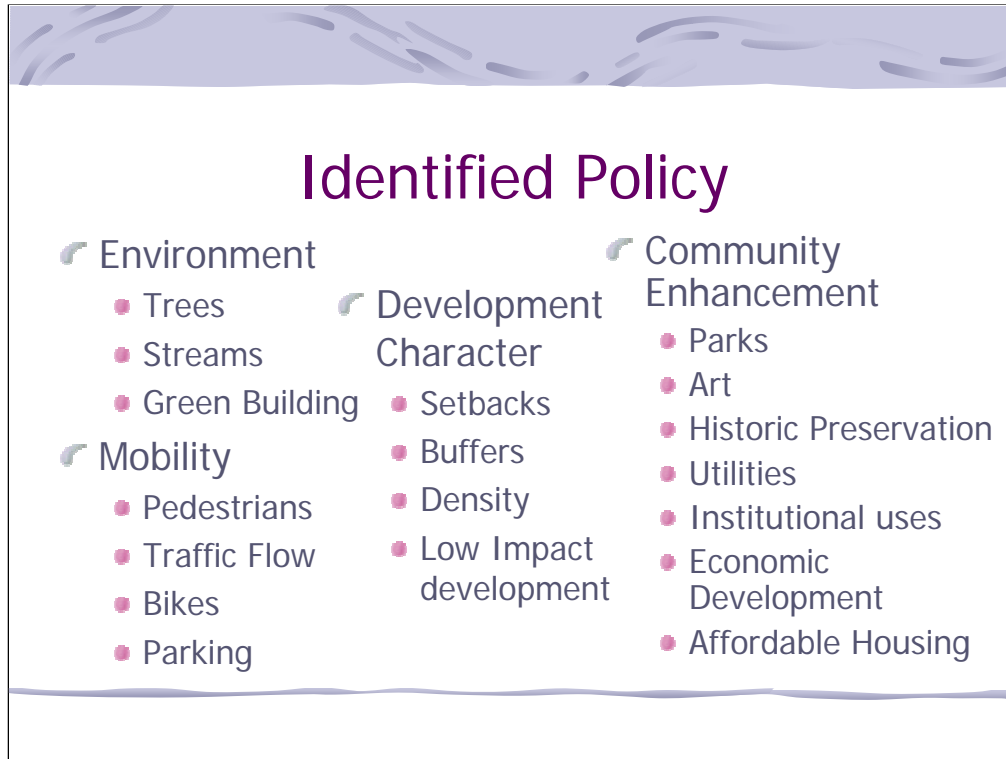 Identified Policy
Environment
Trees
Streams
Green Building
Mobility
Pedestrians
Traffic Flow
Bikes
Parking
Development
Character
Setbacks
Buffers
Density
Low Impact
development
Community
Enhancement
Parks
Art
Historic Preservation
Utilities
Institutional uses
Economic
Development
Affordable Housing